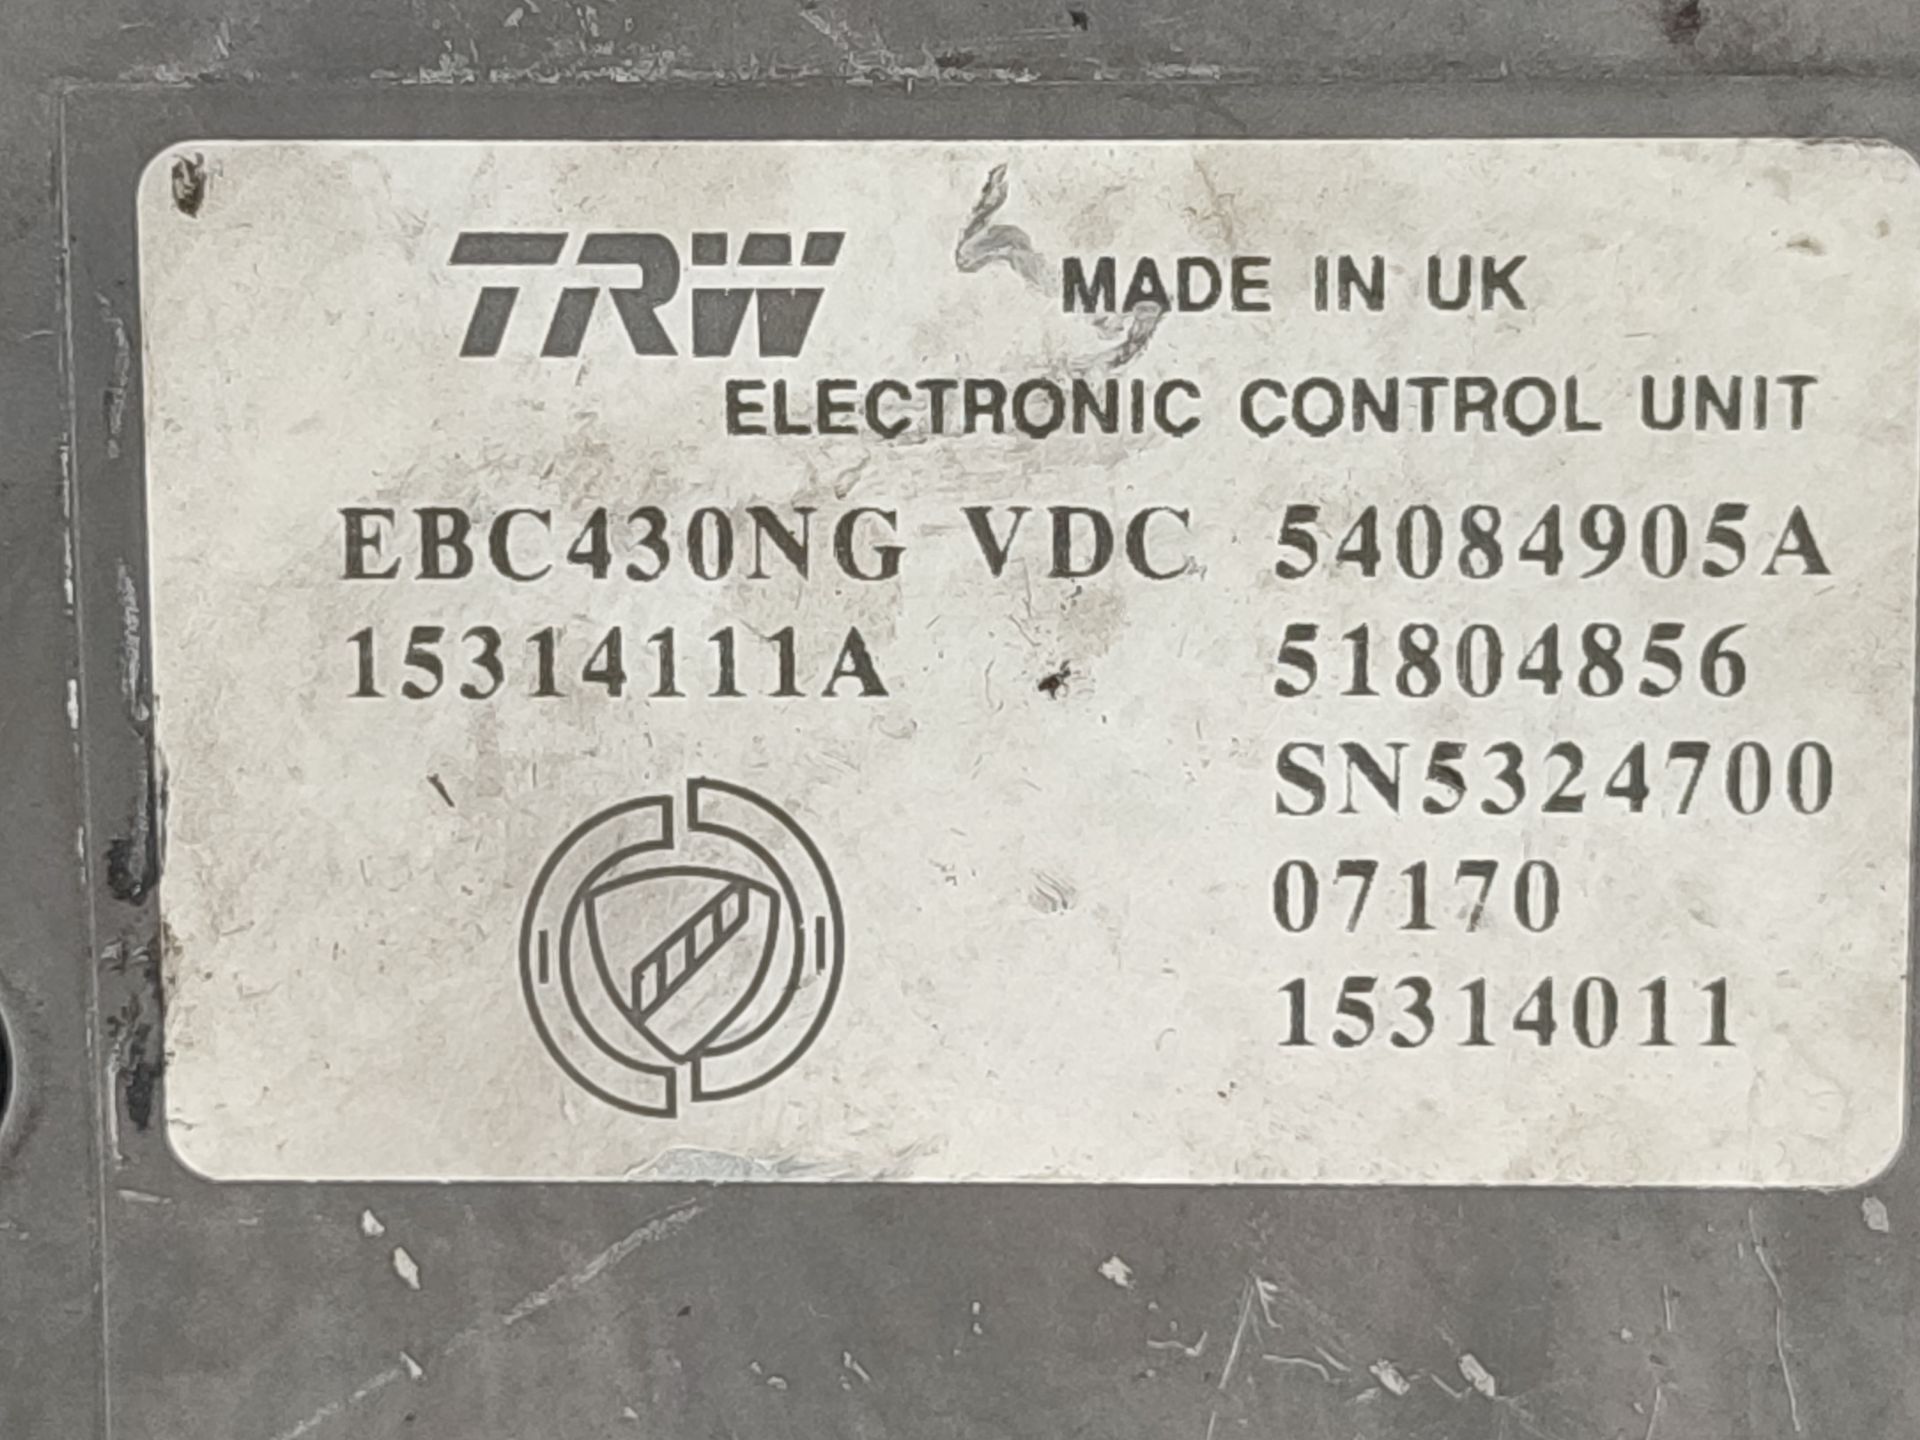 TRW MADE IN UK
ELECTRONIC CONTROL UNIT
EBC430NG VDC 54084905A
15314111A 51804856
SN5324700
07170
15314011